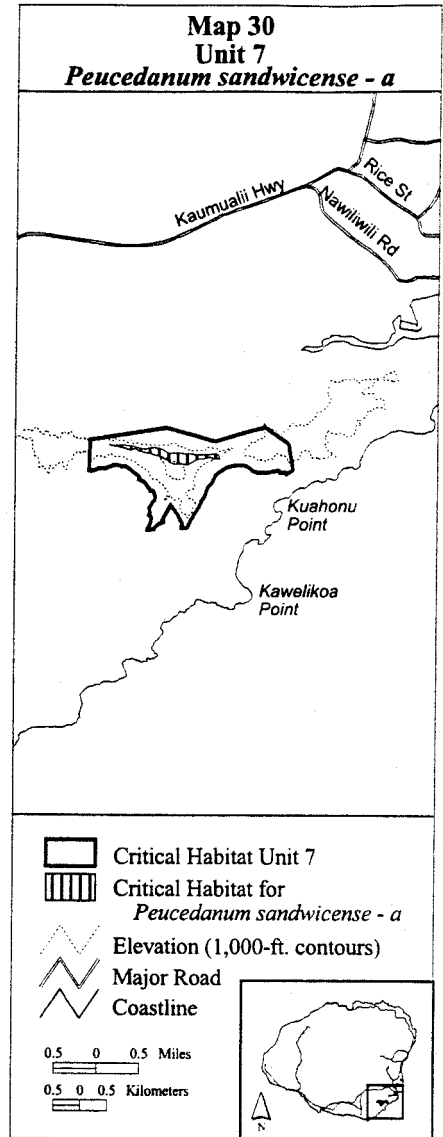 Map 30
Unit 7
Peucedanum sandwicense - a
Rice St
Kaumualii Hwy
Nawiliwili Rd
Kuahonu
Point
Kawelikoa
Point
Critical Habitat Unit 7
Critical Habitat for
Peucedanum sandwicense - a
Elevation (1,000-ft. contours)
Major Road
Coastline
0.5 0 0.5 Miles
0.5 0 0.5 Kilometers
N